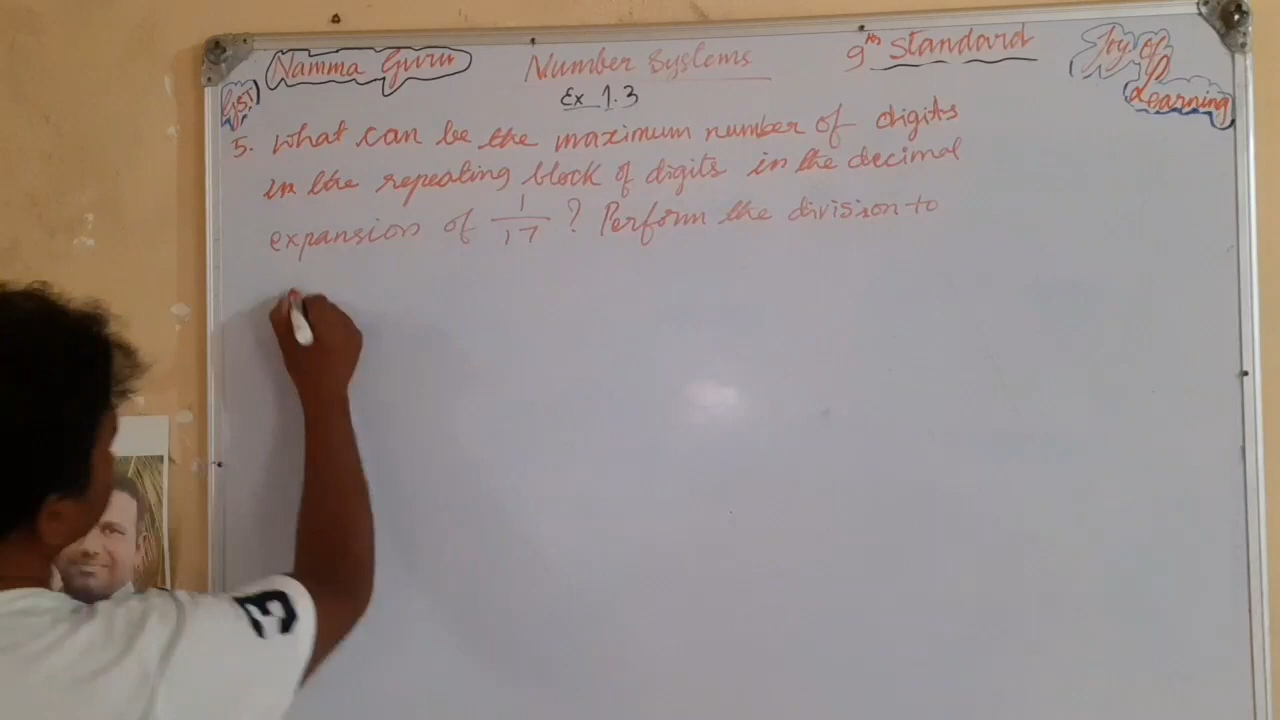 Namma Guru Number Systems 9th Standard Joy Of Learning
Ex 1.3
5. What can be the maximum number of digits
in the repeating block of digits in the decimal
expansion of 1/17 ? Perform the division to
3